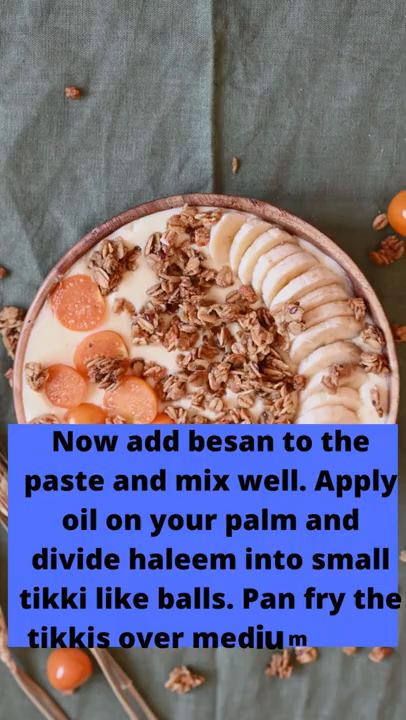 Now add besan to the
paste and mix well. Apply
oil on your palm and
divide haleem into small
tikki like balls. Pan fry the
tikkis over medium